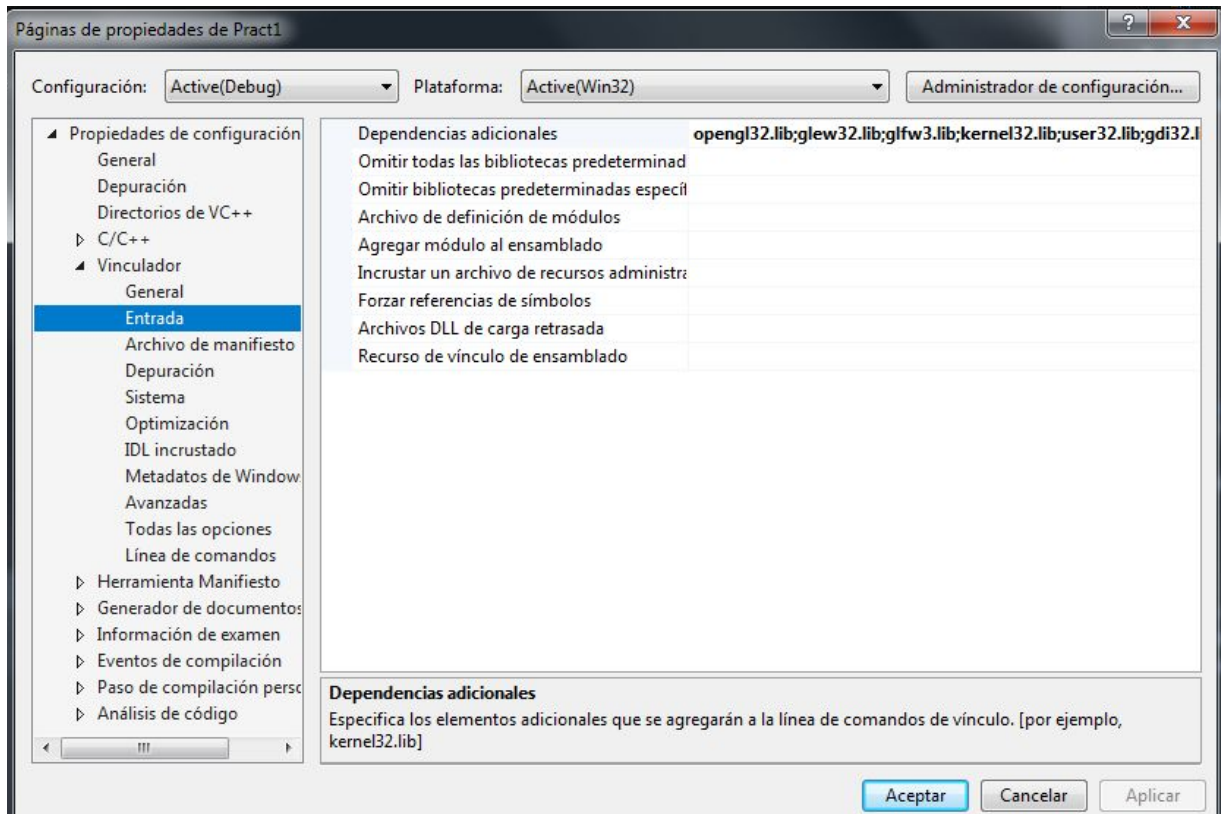 Páginas de propiedades de Pract1
Configuración: Active(Debug) Plataforma: Active(Win32) Administrador de configuración...
Propiedades de configuración
General
Depuración
Directorios de VC++
C/C++
Vinculador
General
Entrada
Archivo de manifiesto
Depuración
Sistema
Optimización
IDL incrustado
Metadatos de Window
Avanzadas
Todas las opciones
Línea de comandos
Herramienta Manifiesto
Generador de documentos
Información de examen
Eventos de compilación
Paso de compilación perso
Análisis de código
Dependencias adicionales opengl32.lib;glew32.lib;glfw3.lib;kernel32.lib;user32.lib;gdi32.l
Omitir todas las bibliotecas predeterminad
Omitir bibliotecas predeterminadas específ
Archivo de definición de módulos
Agregar módulo al ensamblado
Incrustar un archivo de recursos administra
Forzar referencias de símbolos
Archivos DLL de carga retrasada
Recurso de vínculo de ensamblado
Dependencias adicionales
Especifica los elementos adicionales que se agregarán a la línea de comandos de vínculo. [por ejemplo,
kernel32.lib]
Aceptar Cancelar Aplicar